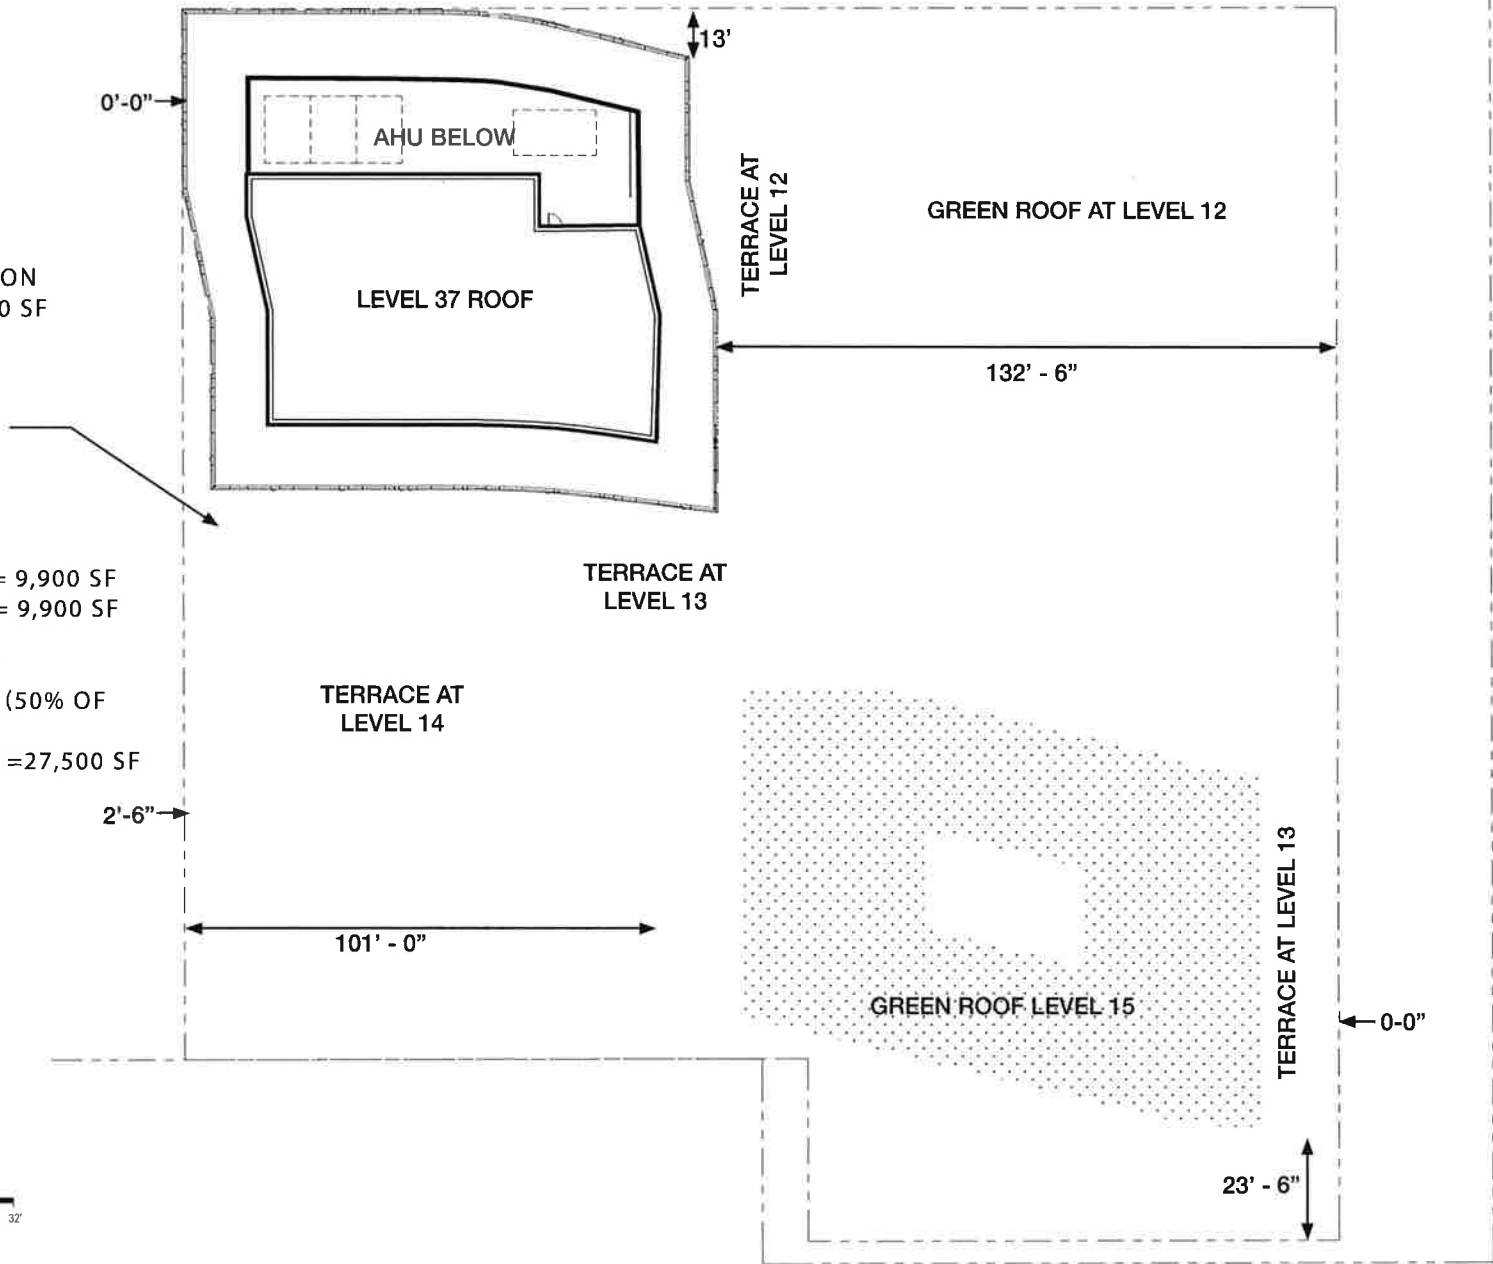 13'
0'-0"
AHU BELOW
TERRACE AT
LEVEL 12
GREEN ROOF AT LEVEL 12
ON
0 SF
LEVEL 37 ROOF
132' - 6"
= 9,900 SF
= 9,900 SF
TERRACE AT
LEVEL 13
(50% OF
TERRACE AT
LEVEL 14
=27,500 SF
2'-6"
101' - 0"
TERRACE AT LEVEL 13
GREEN ROOF LEVEL 15
0-0"
23' - 6"
32'